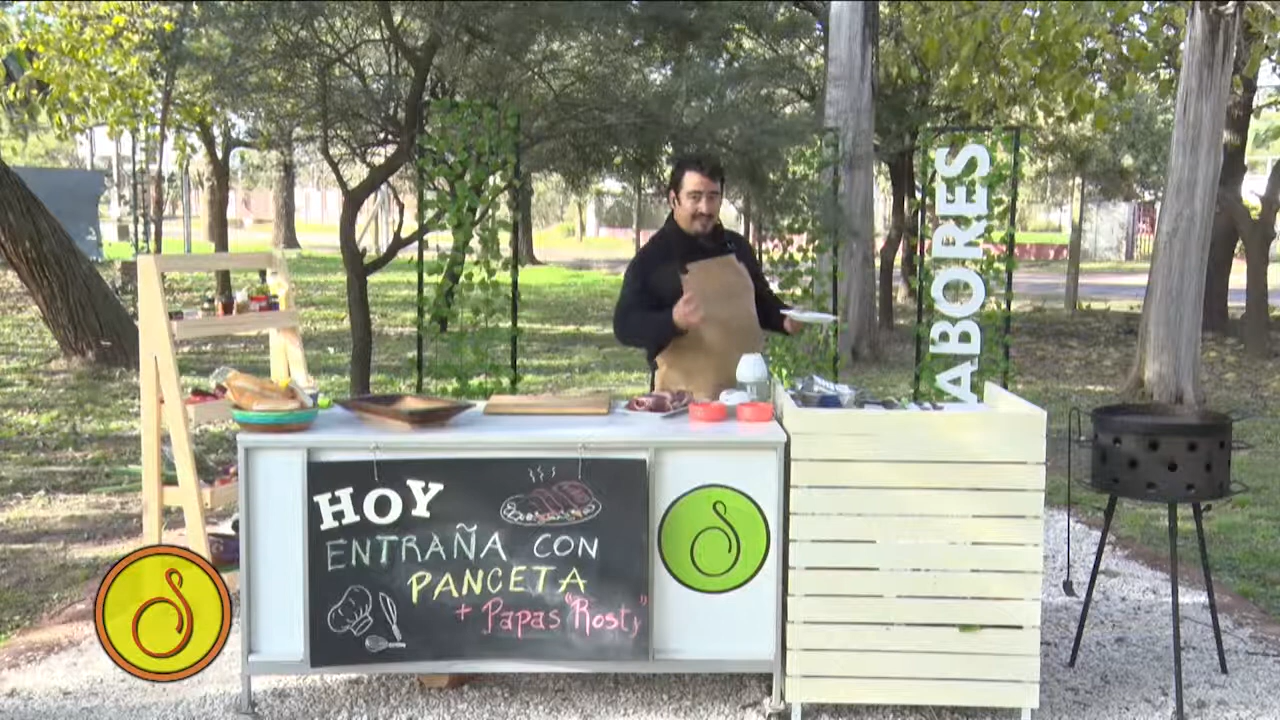 ABORES
HOY
ENTRAÑA CON
PANCETA
+ Papas "Rosty"